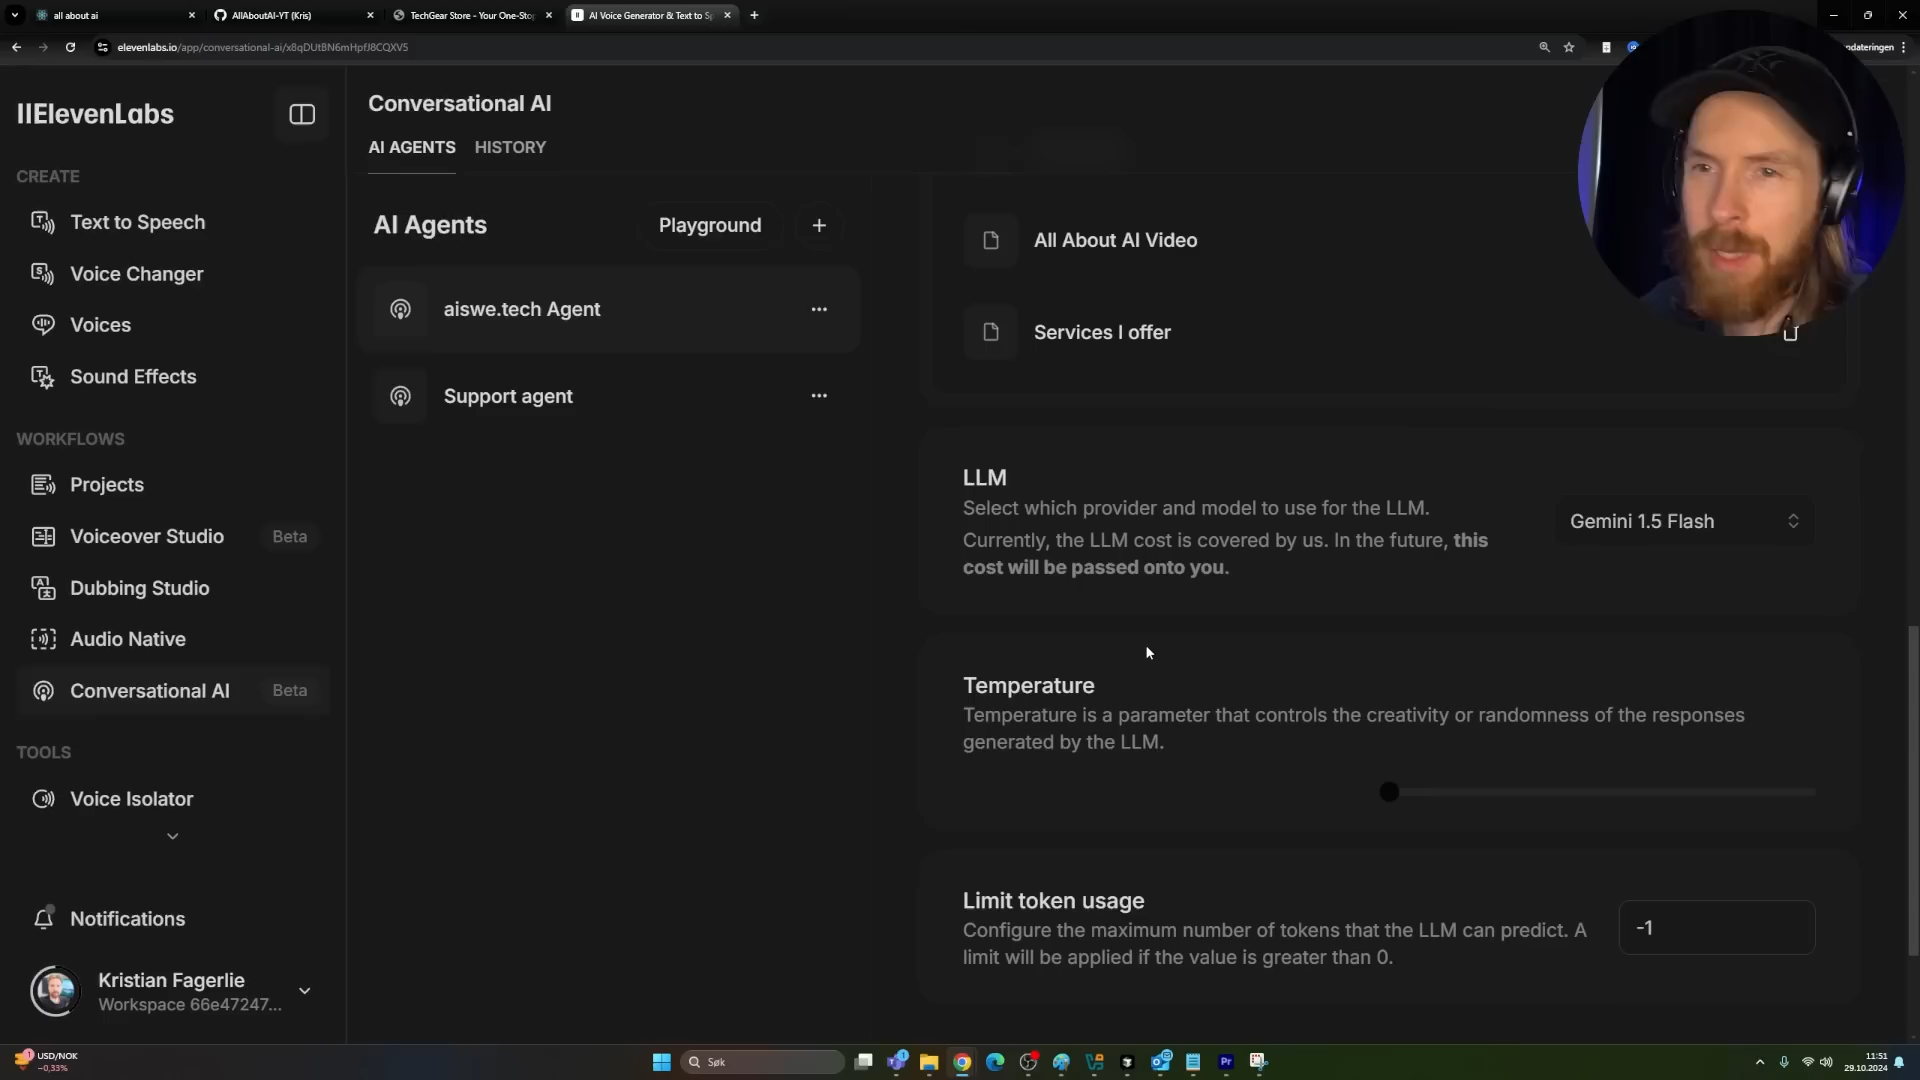 all about ai
AllAboutAI-YT (Kris)
TechGear Store - Your One-Stop
AI Voice Generator & Text to Sp
elevenlabs.io/app/conversational-ai/x8qDUtBN6mHpfJ8CQXV5
dateringen
IIElevenLabs
CREATE
Text to Speech
Voice Changer
Voices
Sound Effects
WORKFLOWS
Projects
Voiceover Studio
Beta
Dubbing Studio
Audio Native
Conversational AI
Beta
TOOLS
Voice Isolator
Notifications
Kristian Fagerlie
Workspace 66e47247...
Conversational AI
AI AGENTS
HISTORY
AI Agents
Playground
+
aiswe.tech Agent
Support agent
All About AI Video
Services I offer
LLM
Select which provider and model to use for the LLM.
Currently, the LLM cost is covered by us. In the future, this
cost will be passed onto you.
Gemini 1.5 Flash
Temperature
Temperature is a parameter that controls the creativity or randomness of the responses
generated by the LLM.
Limit token usage
Configure the maximum number of tokens that the LLM can predict. A
limit will be applied if the value is greater than 0.
-1
USD/NOK
-0,33%
Søk
Pr
11:51
29.10.2024